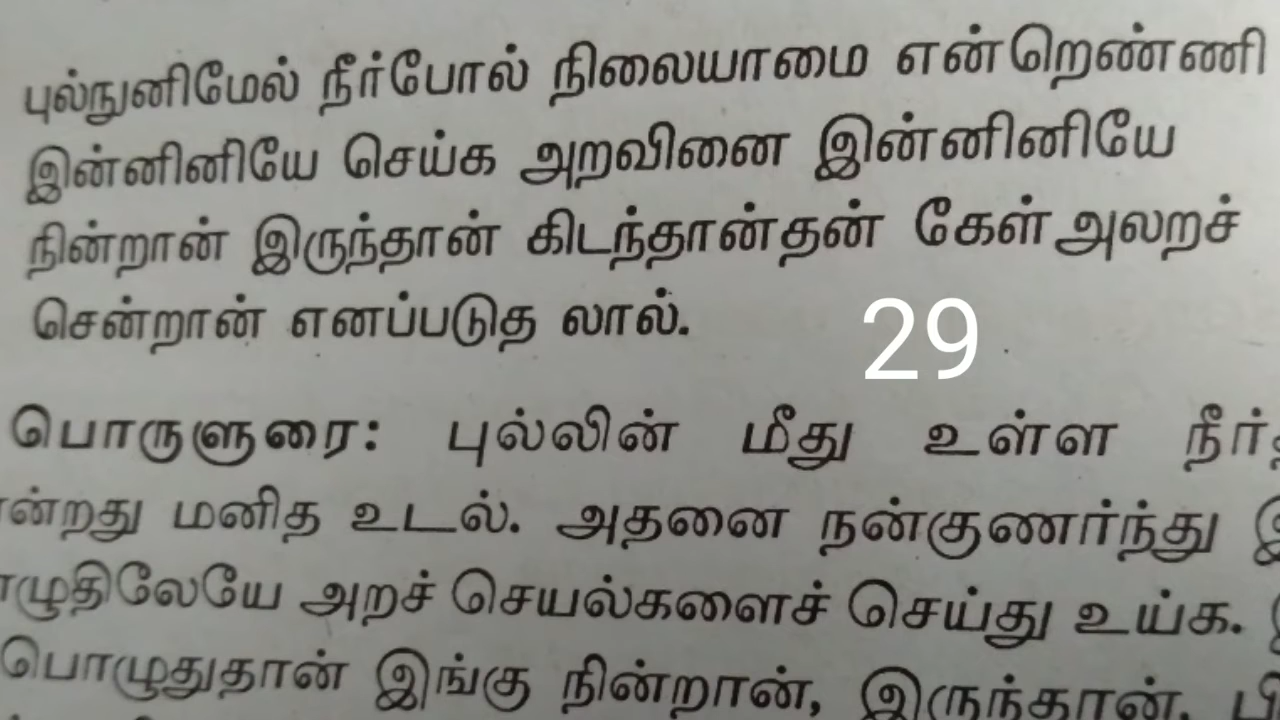 புல்நுனிமேல் நீர்போல் நிலையாமை என்றெண்ணி
இன்னினியே செய்க அறவினை இன்னினியே
நின்றான் இருந்தான் கிடந்தான்தன் கேள்அலறச்
சென்றான் எனப்படுத லால்.
29
பொருளுரை: புல்லின் மீது உள்ள
மனித உடல். அதனை நன்குணர்ந்து
அறச் செயல்களைச் செய்து உய்க.
இங்கு நின்றான், இருந்தான்,